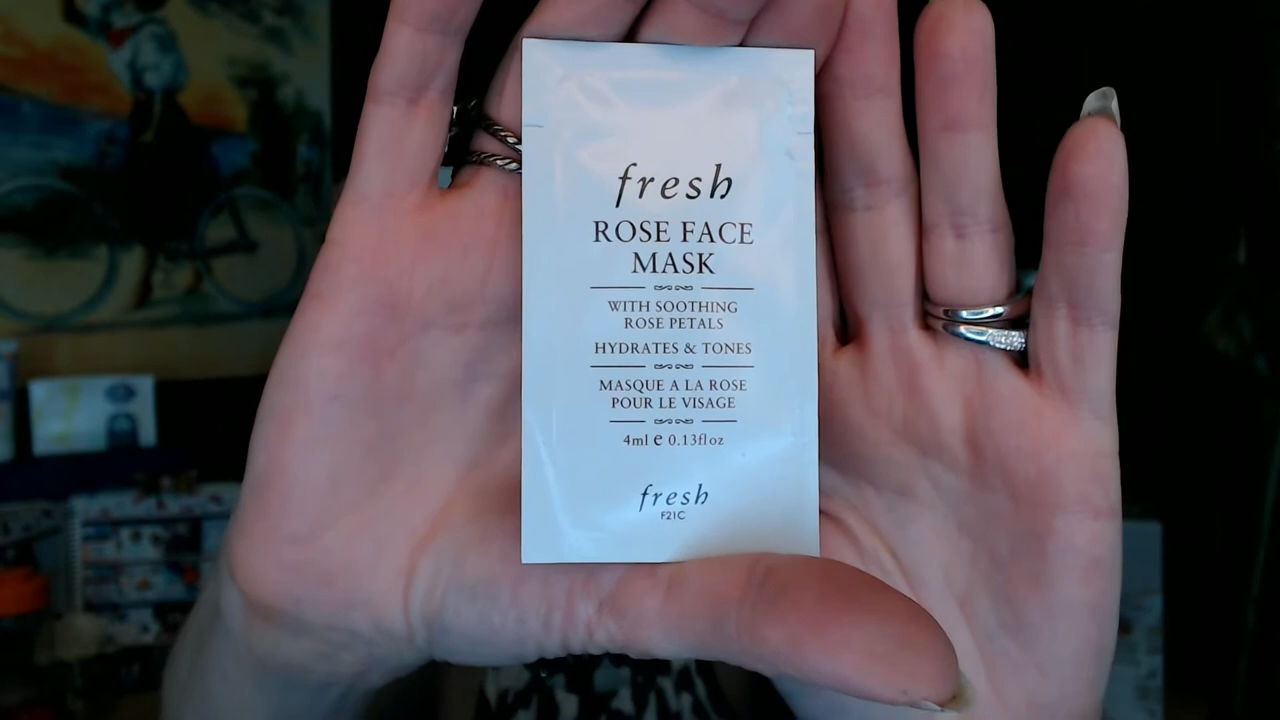 fresh
ROSE FACE
MASK
WITH SOOTHING
ROSE PETALS
HYDRATES & TONES
MASQUE A LA ROSE
POUR LE VISAGE
4ml e 0.13floz
fresh
F21C